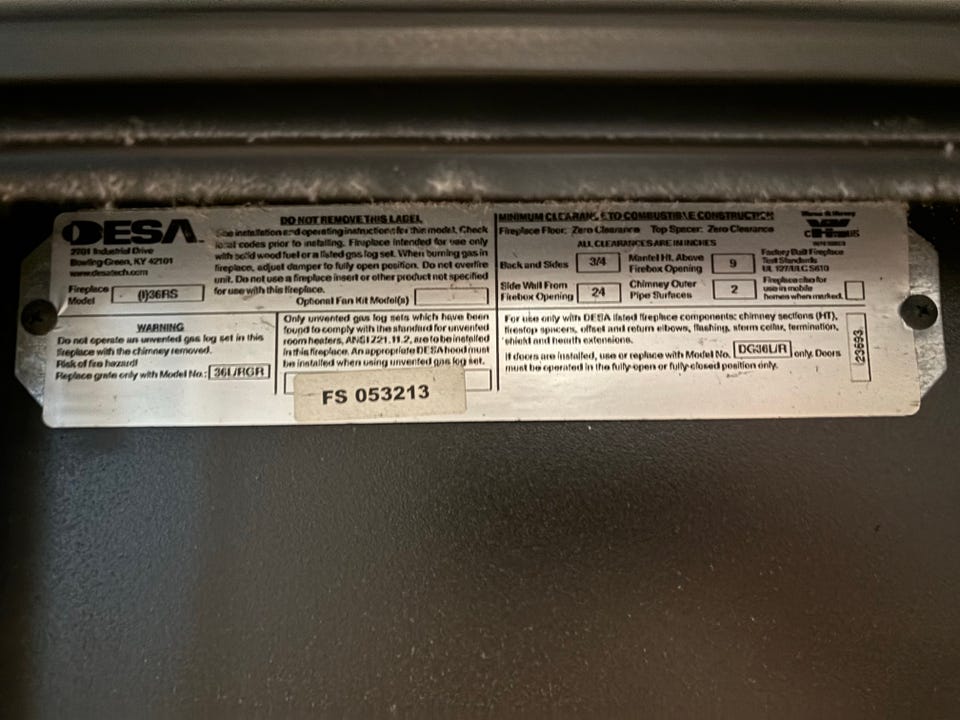 DESA
2701 Industrial Drive
Bowling Green, KY 42101
www.desatech.com
Fireplace Model (I)36RS
DO NOT REMOVE THIS LABEL
See installation and operating instructions for this model. Check
local codes prior to installing. Fireplace intended for use only
with solid wood fuel or a listed gas log set. When burning gas in
fireplace, adjust damper to fully open position. Do not overfire
unit. Do not use a fireplace insert or other product not specified
for use with this fireplace.
Optional Fan Kit Model(s)
WARNING
Do not operate an unvented gas log set in this
fireplace with the chimney removed.
Risk of fire hazard!
Replace grate only with Model No.: 36L/RGR
Only unvented gas log sets which have been
found to comply with the standard for unvented
room heaters, ANSI Z21.11.2, are to be installed
in this fireplace. An appropriate DESA hood must
be installed when using unvented gas log set.
FS 053213
MINIMUM CLEARANCE TO COMBUSTIBLE CONSTRUCTION
Fireplace Floor: Zero Clearance Top Spacer: Zero Clearance
ALL CLEARANCES ARE IN INCHES
Back and Sides 3/4 Mantel Ht. Above Firebox Opening 9
Side Wall From Firebox Opening 24 Chimney Outer Pipe Surfaces 2
Factory Built Fireplace
Test Standards
UL 127/ULC S610
Fireplace also for
use in mobile
homes when marked.
For use only with DESA listed fireplace components: chimney sections (HT),
firestop spacers, offset and return elbows, flashing, storm collar, termination,
shield and hearth extensions.
If doors are installed, use or replace with Model No. DG36L/R only. Doors
must be operated in the fully-open or fully-closed position only.